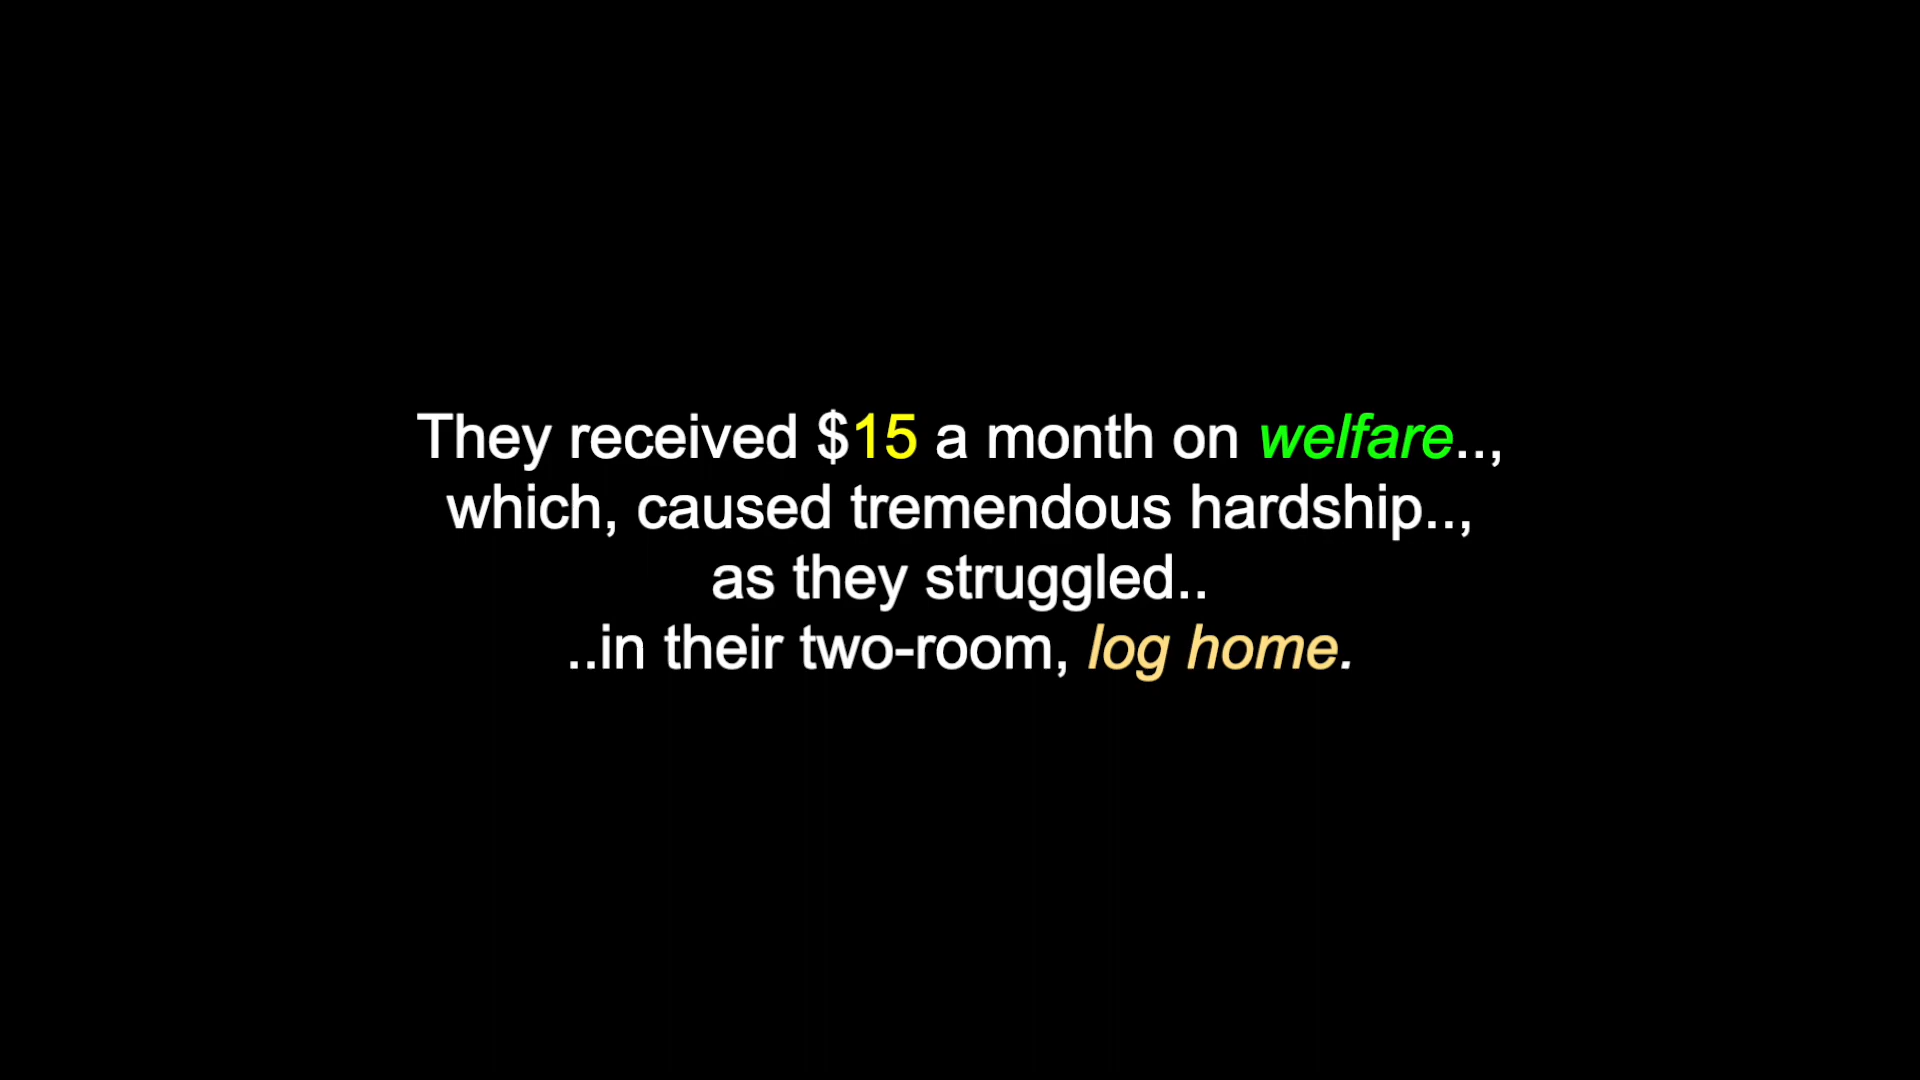 They received $15 a month on welfare..,
which, caused tremendous hardship..,
as they struggled..
..in their two-room, log home.